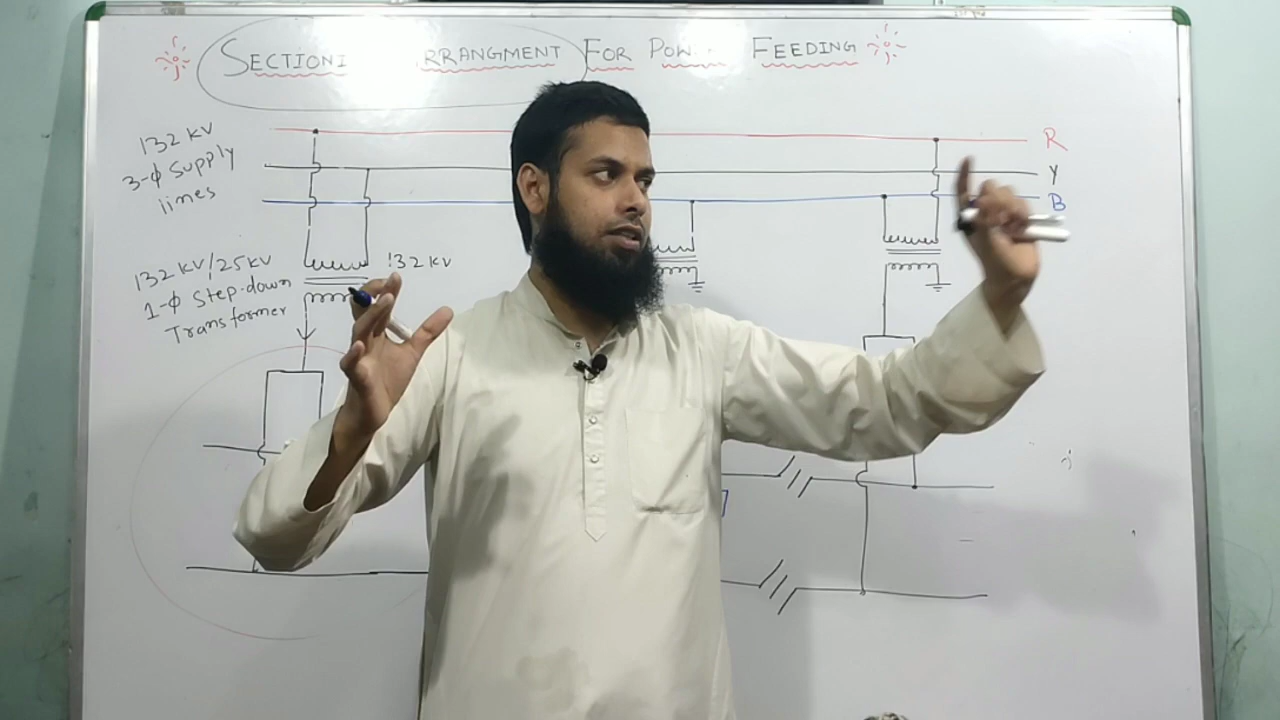 SECTIONI RRANGMENT FOR POW FEEDING
132 KV
3-ϕ Supply
lines
R
Y
B
132 KV/25KV
1-ϕ Step-down
Transformer
132 KV